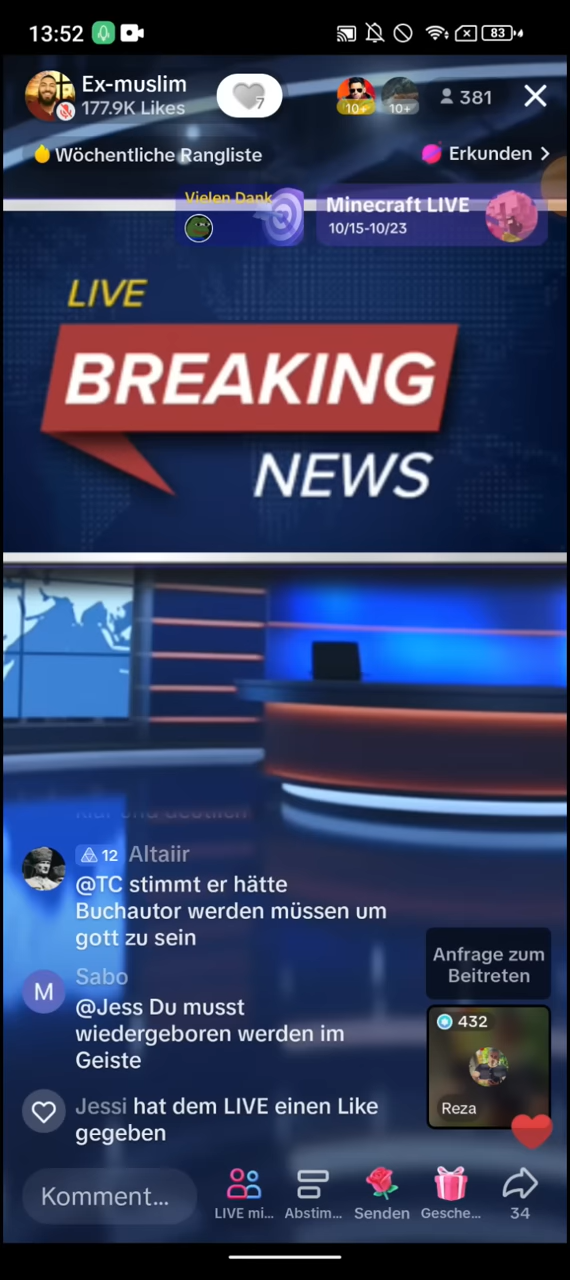 13:52
83
Ex-muslim
177.9K Likes
7
10+
10+
381
Wöchentliche Rangliste
Erkunden
Vielen Dank
Minecraft LIVE
10/15-10/23
LIVE
BREAKING
NEWS
klar und deutlich
12 Altaiir
@TC stimmt er hätte
Buchautor werden müssen um
gott zu sein
Anfrage zum
Beitreten
M
Sabo
@Jess Du musst
wiedergeboren werden im
Geiste
432
Reza
Jessi hat dem LIVE einen Like
gegeben
Komment...
LIVE mi...
Abstim...
Senden
Gesche...
34